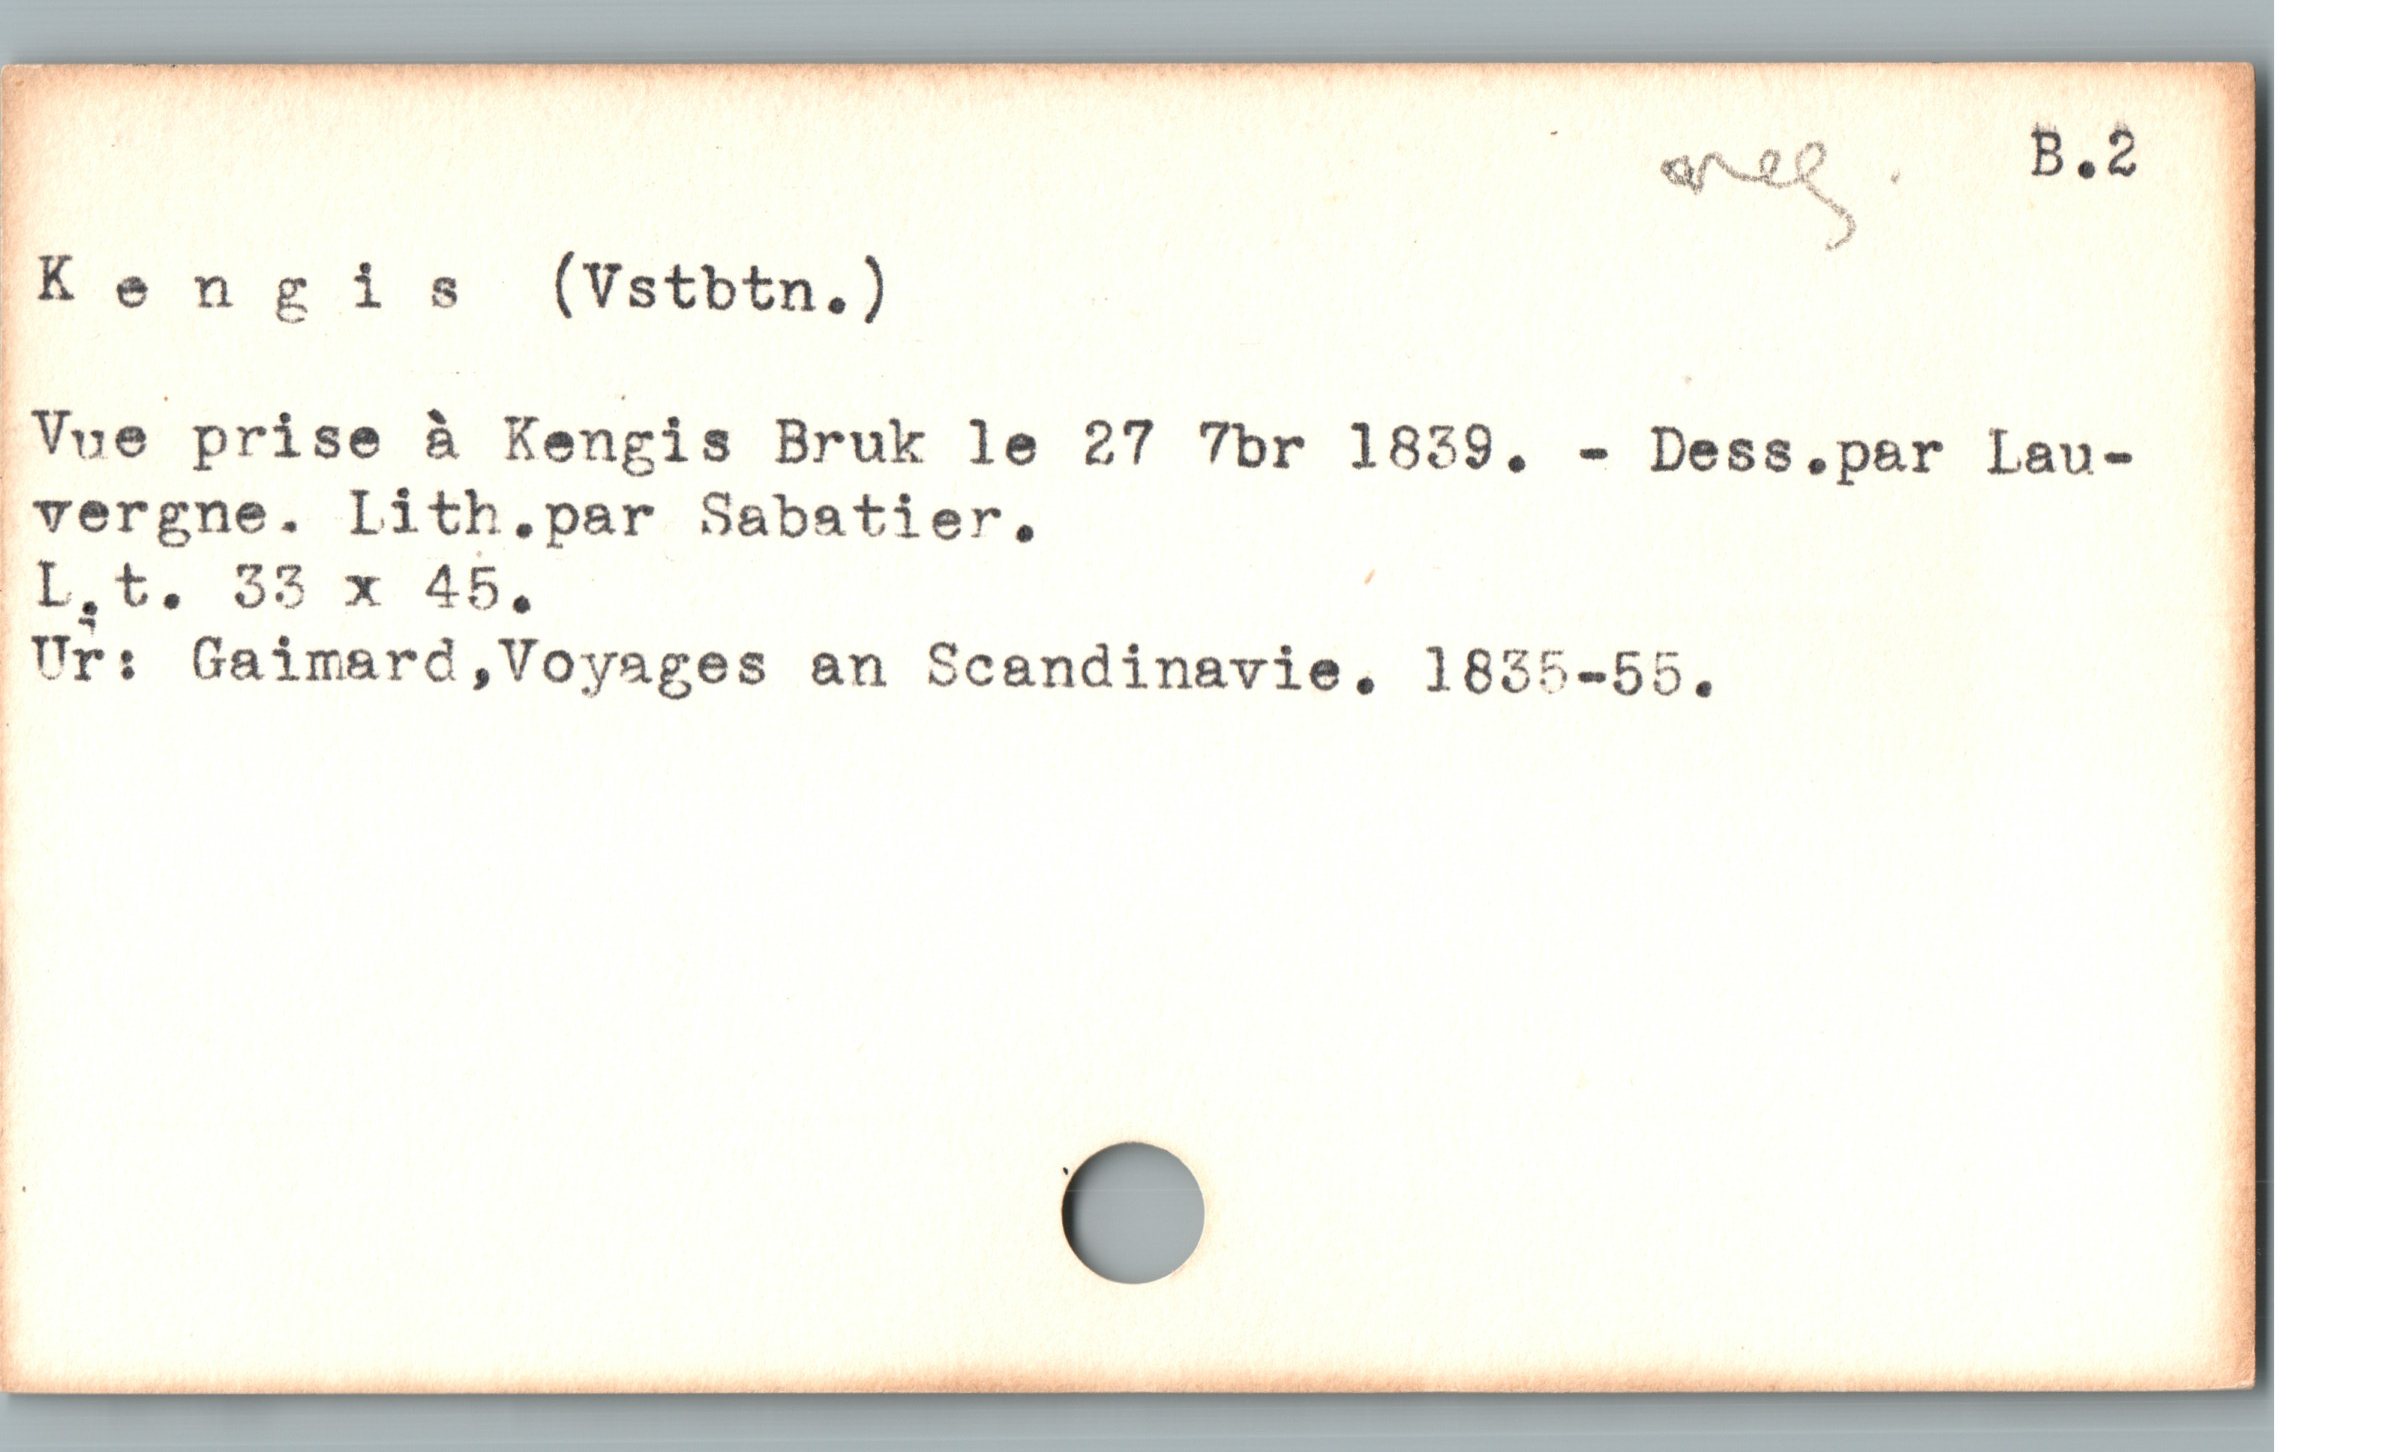 neg. B.2
K e n g i s (Vstbtn.)
Vue prise à Kengis Bruk le 27 7br 1839. - Dess.par Lau-
vergne. Lith.par Sabatier.
L.t. 33 x 45.
Ur: Gaimard,Voyages an Scandinavie. 1835-55.